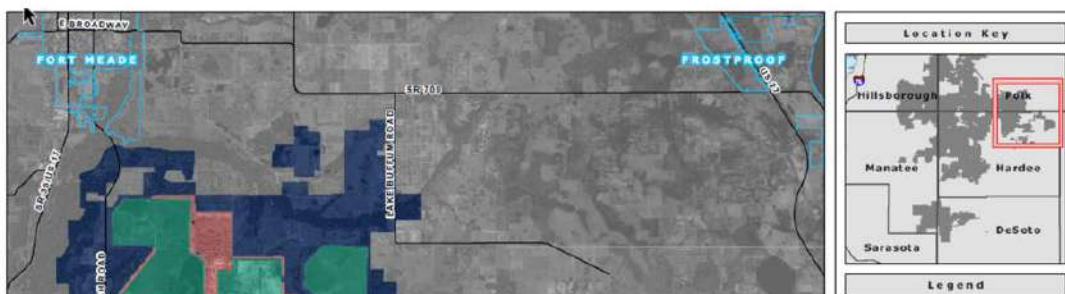 E BROADWAY
FORT MEADE
FROSTPROOF
SR 700
LAKE BUFFUM ROAD
Location Key
Hillsborough
Polk
Manatee
Hardee
DeSoto
Sarasota
Legend